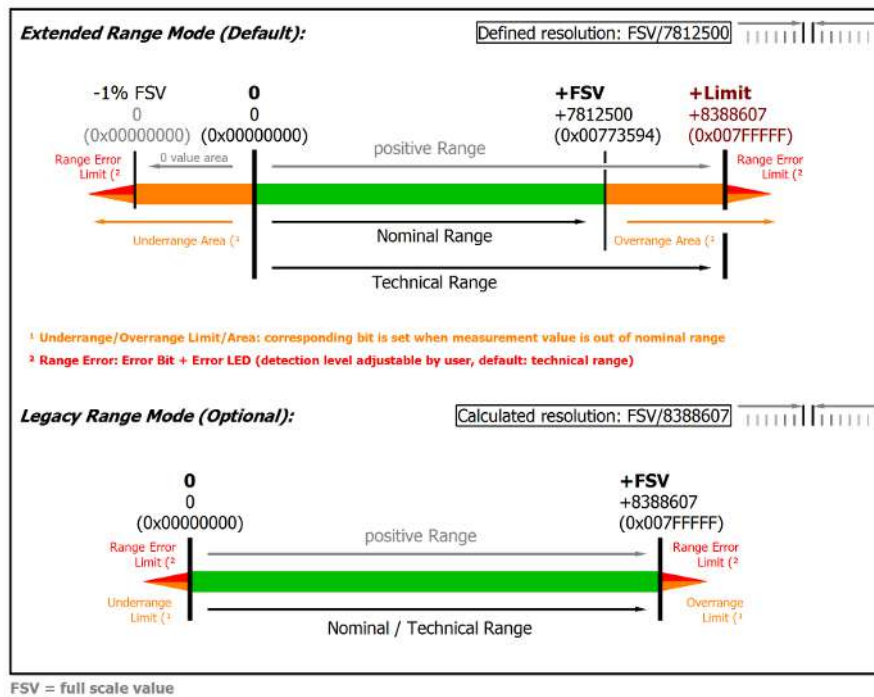 Extended Range Mode (Default):
Defined resolution: FSV/7812500
-1% FSV
0
(0x00000000)
0
0
(0x00000000)
+FSV
+7812500
(0x00773594)
+Limit
+8388607
(0x007FFFFF)
Range Error
Limit (²
0 value area
positive Range
Range Error
Limit (²
Underrange Area (¹
Nominal Range
Overrange Area (¹
Technical Range
¹ Underrange/Overrange Limit/Area: corresponding bit is set when measurement value is out of nominal range
² Range Error: Error Bit + Error LED (detection level adjustable by user, default: technical range)
Legacy Range Mode (Optional):
Calculated resolution: FSV/8388607
0
0
(0x00000000)
+FSV
+8388607
(0x007FFFFF)
Range Error
Limit (²
positive Range
Range Error
Limit (²
Underrange
Limit (¹
Nominal / Technical Range
Overrange
Limit (¹
FSV = full scale value